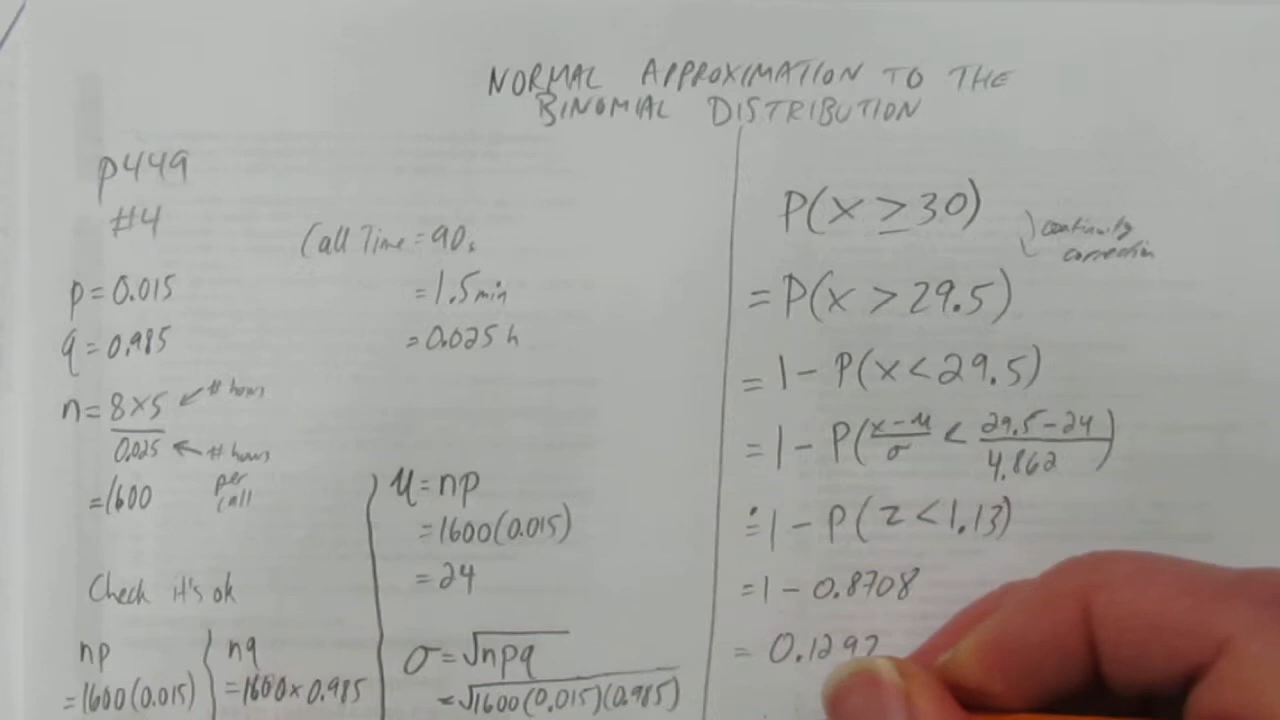 NORMAL APPROXIMATION TO THE
BINOMIAL DISTRIBUTION
p449
#4
p = 0.015
q = 0.985
n = 8×5 ← # hours
0.025 ← # hours
per
call
= 1600
Call Time = 90s
= 1.5 min
= 0.025 h
Check it's ok
np
= 1600(0.015)
nq
= 1600 × 0.985
μ = np
= 1600(0.015)
= 24
σ = √npq
= √1600(0.015)(0.985)
P(x ≥ 30)
continuity
correction
= P(x > 29.5)
= 1 - P(x < 29.5)
= 1 - P(x-μ/σ < 29.5-24/4.862)
≐ 1 - P(z < 1.13)
= 1 - 0.8708
= 0.1292